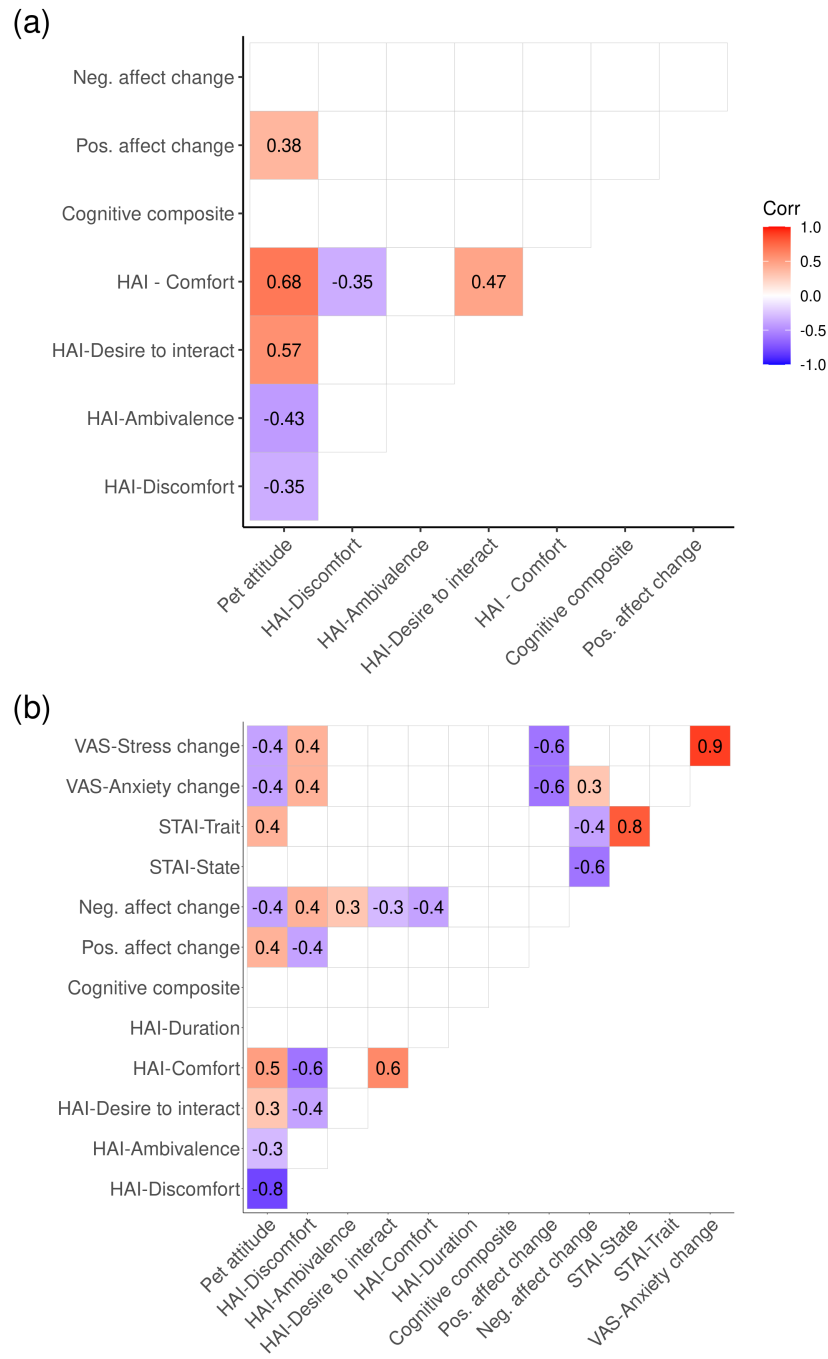 (a)
Neg. affect change
Pos. affect change
0.38
Cognitive composite
HAI - Comfort
0.68 -0.35 0.47
HAI-Desire to interact
0.57
HAI-Ambivalence
-0.43
HAI-Discomfort
-0.35
Pet attitude
HAI-Discomfort
HAI-Ambivalence
HAI-Desire to interact
HAI - Comfort
Cognitive composite
Pos. affect change
Corr
1.0
0.5
0.0
-0.5
-1.0
(b)
VAS-Stress change
-0.4 0.4 -0.6 0.9
VAS-Anxiety change
-0.4 0.4 -0.6 0.3
STAI-Trait
0.4 -0.4 0.8
STAI-State
-0.6
Neg. affect change
-0.4 0.4 0.3 -0.3 -0.4
Pos. affect change
0.4 -0.4
Cognitive composite
HAI-Duration
HAI-Comfort
0.5 -0.6 0.6
HAI-Desire to interact
0.3 -0.4
HAI-Ambivalence
-0.3
HAI-Discomfort
-0.8
Pet attitude
HAI-Discomfort
HAI-Ambivalence
HAI-Desire to interact
HAI-Comfort
HAI-Duration
Cognitive composite
Pos. affect change
Neg. affect change
STAI-State
STAI-Trait
VAS-Anxiety change